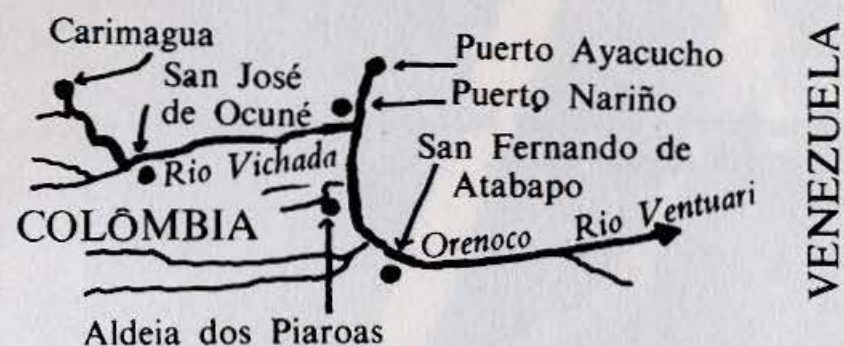 Carimagua
San José
de Ocuné
Puerto Ayacucho
Puerto Nariño
Rio Vichada
San Fernando de
Atabapo
COLÔMBIA
Orenoco
Rio Ventuari
Aldeia dos Piaroas
VENEZUELA